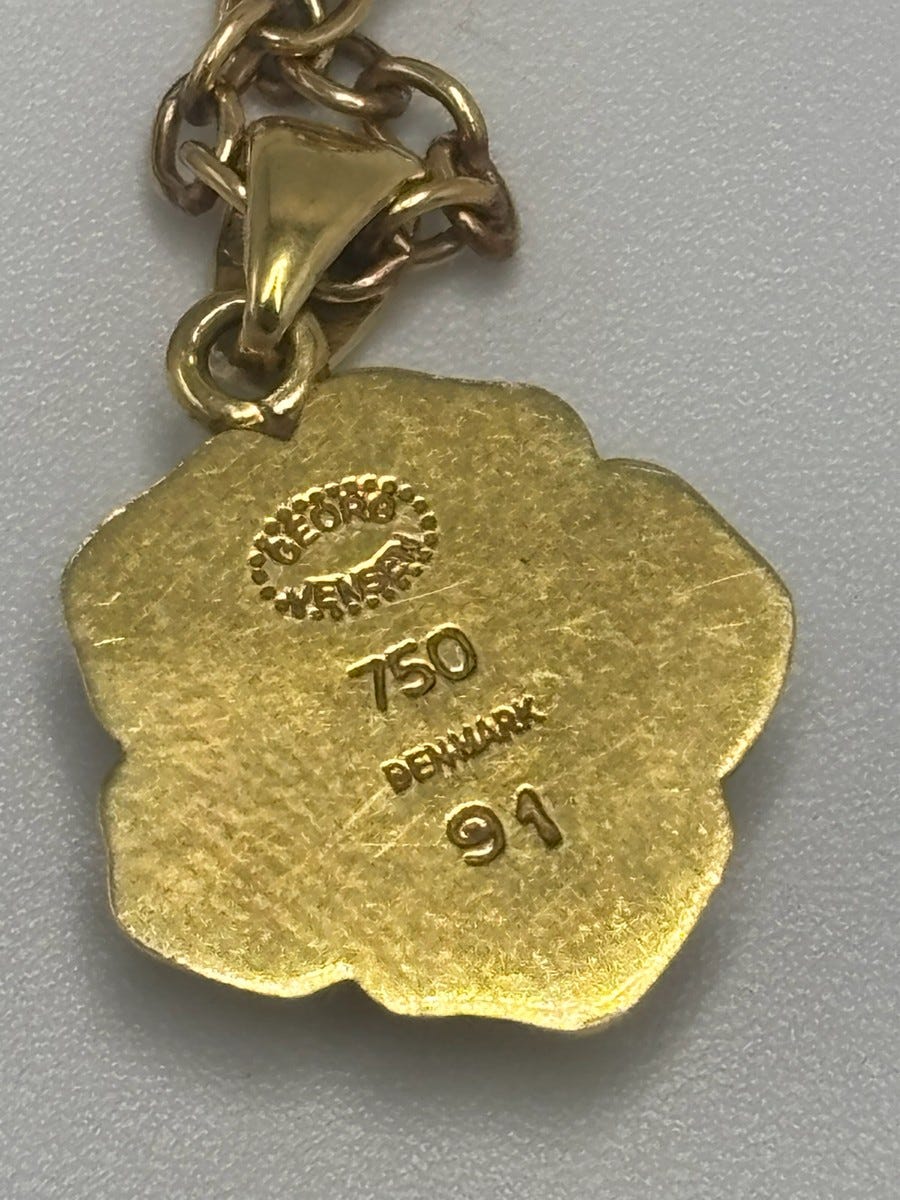 GEORG
JENSEN
750
DENMARK
91